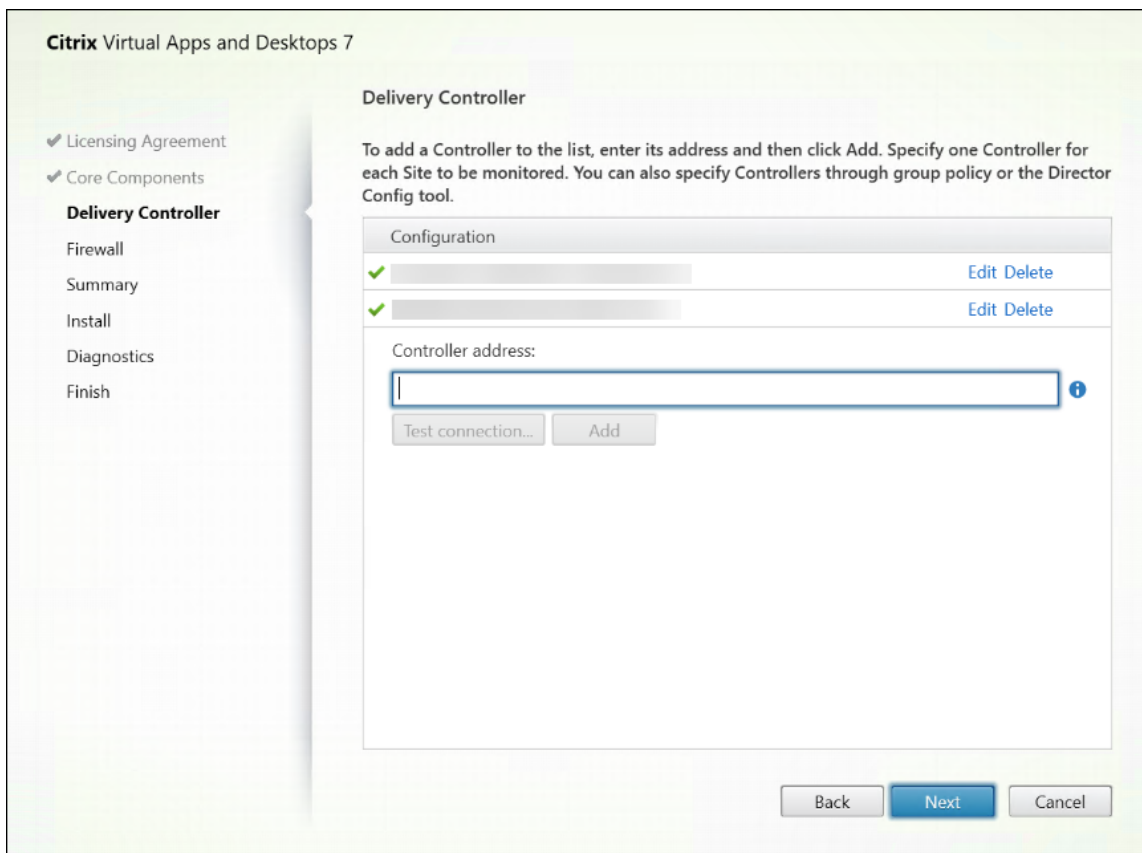 Citrix Virtual Apps and Desktops 7
Licensing Agreement
Core Components
Delivery Controller
Firewall
Summary
Install
Diagnostics
Finish
Delivery Controller
To add a Controller to the list, enter its address and then click Add. Specify one Controller for
each Site to be monitored. You can also specify Controllers through group policy or the Director
Config tool.
Configuration
Edit Delete
Edit Delete
Controller address:
Test connection... Add
Back Next Cancel